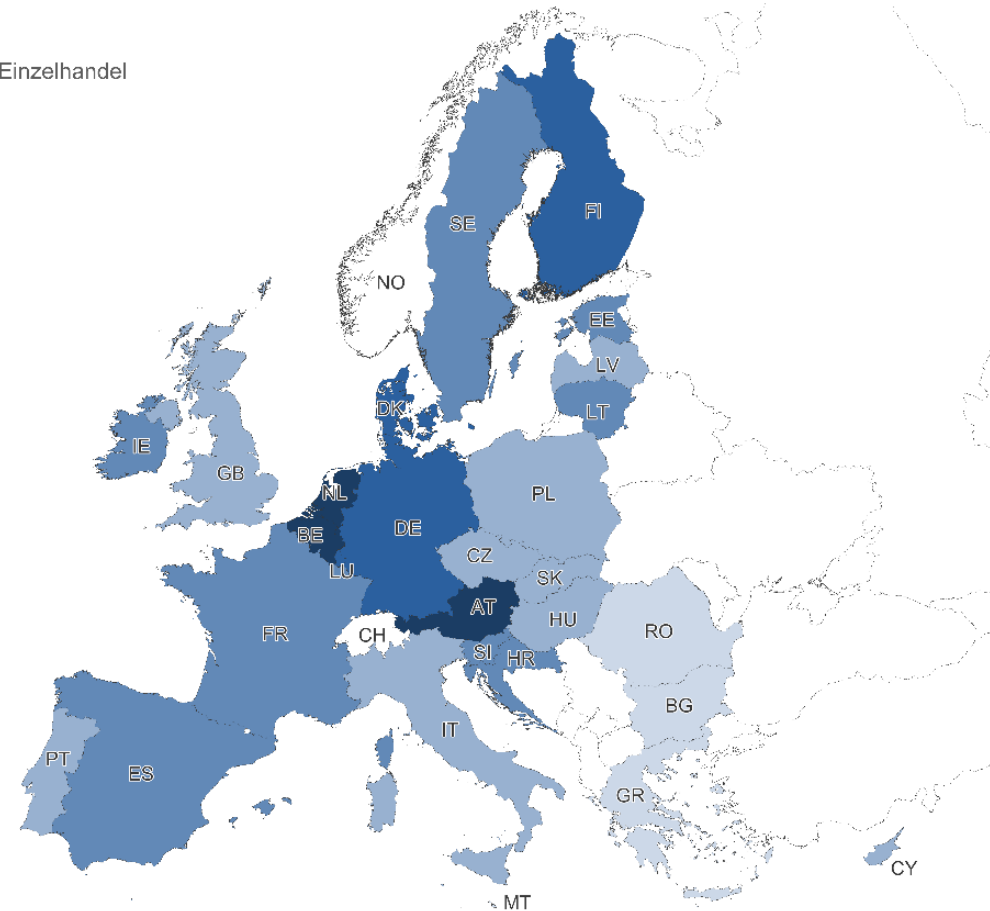 Einzelhandel
FI
SE
NO
EE
LV
DK
LT
IE
GB
NL
PL
DE
BE
CZ
LU
SK
AT
HU
FR
CH
RO
SI
HR
BG
IT
PT
ES
GR
CY
MT